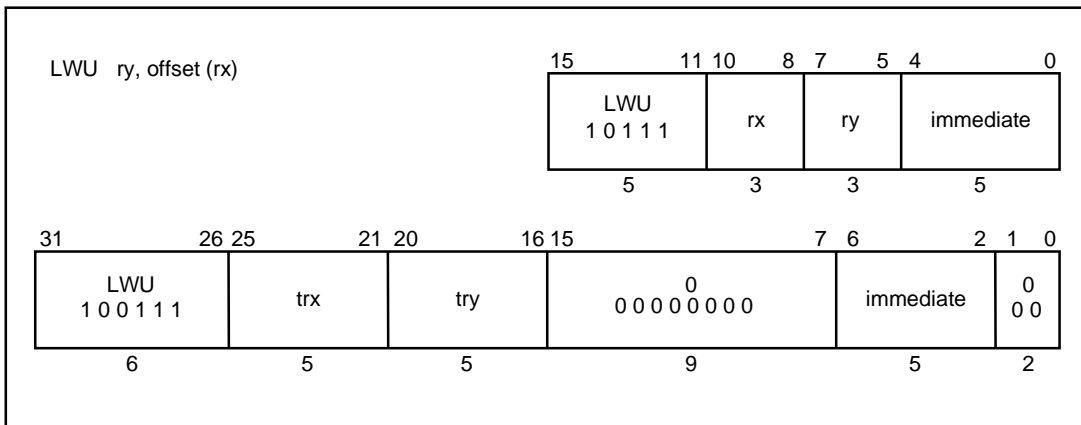 LWU ry, offset (rx)
15 11 10 8 7 5 4 0
LWU rx ry immediate
1 0 1 1 1
5 3 3 5
31 26 25 21 20 16 15 7 6 2 1 0
LWU trx try 0 immediate 0
1 0 0 1 1 1 0 0 0 0 0 0 0 0 0 0
6 5 5 9 5 2